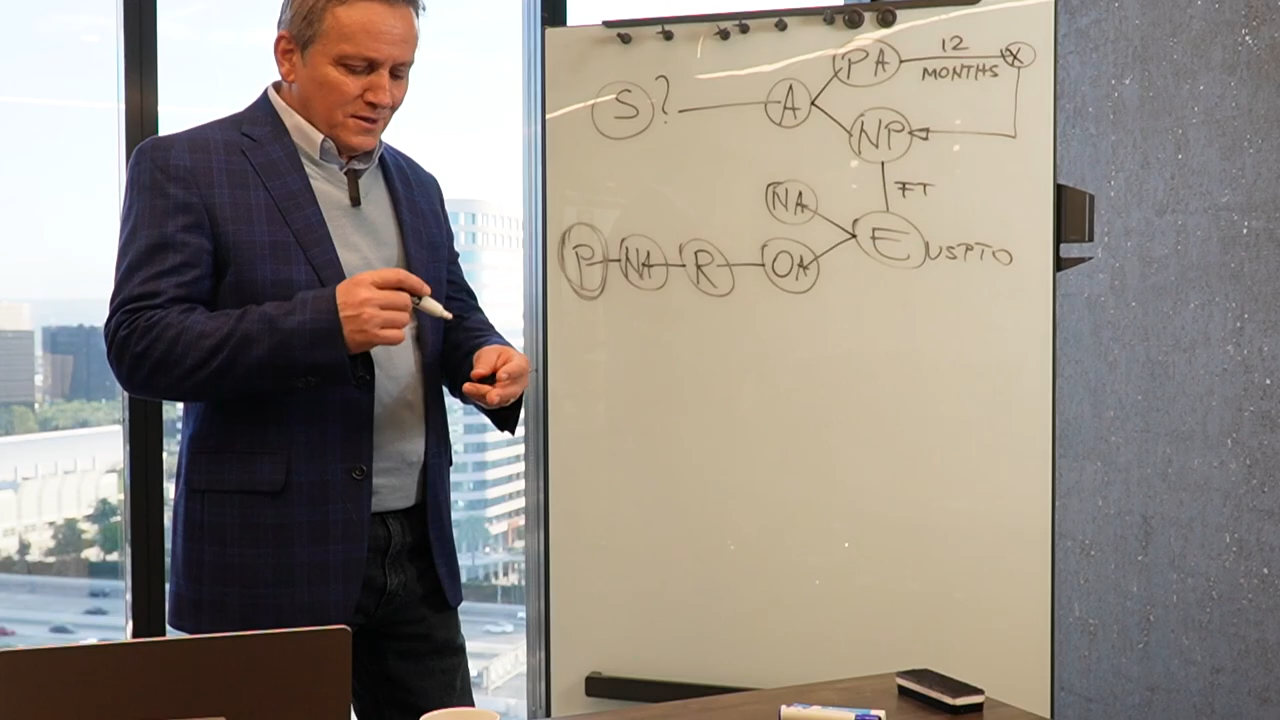 PA 12 X
MONTHS
S? A
NP
FT
NA
E USPTO
P NA R OA